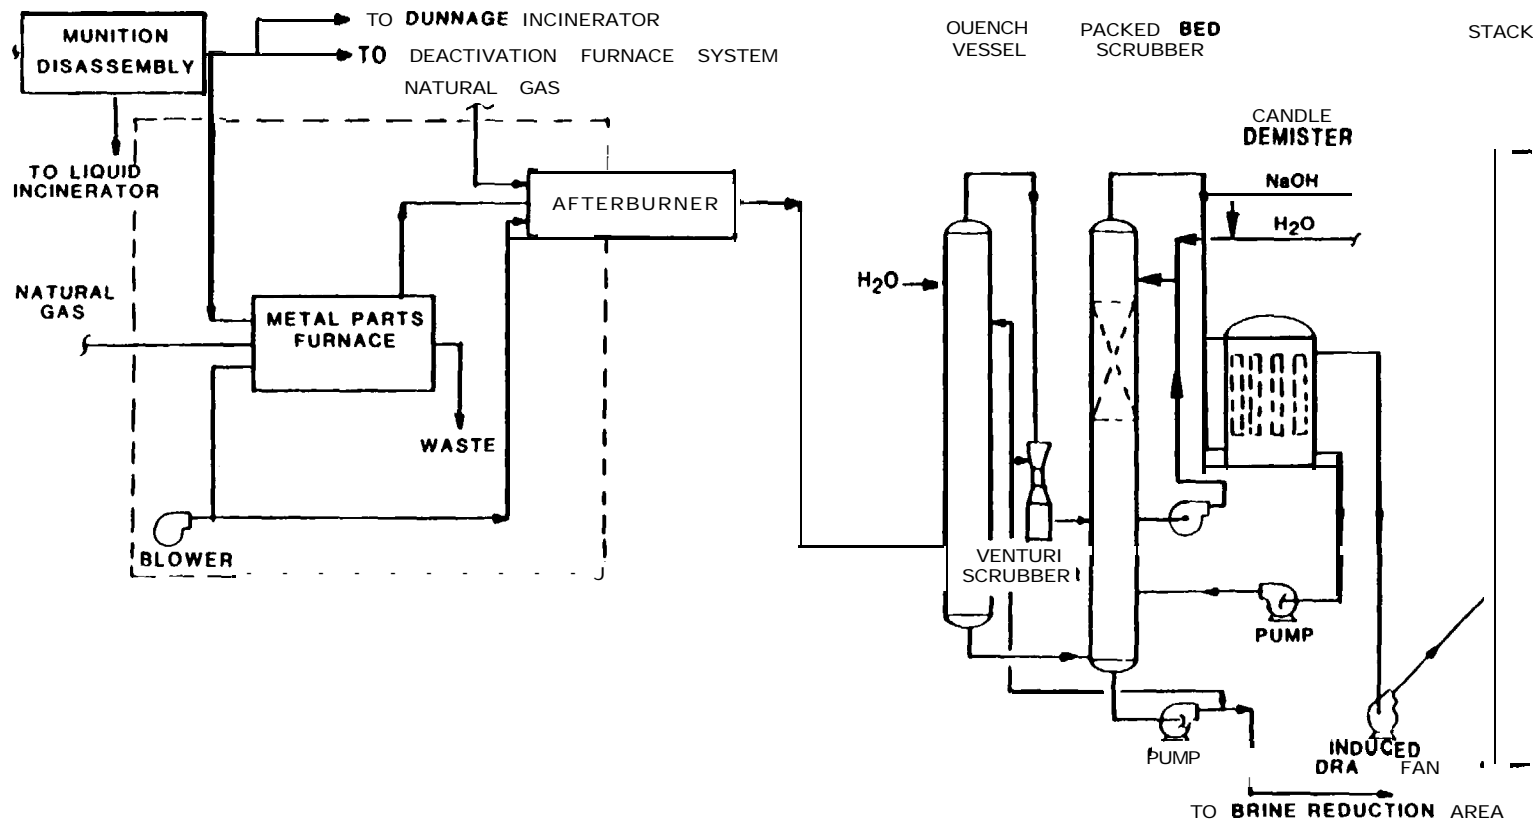 MUNITION
DISASSEMBLY
TO DUNNAGE INCINERATOR
TO DEACTIVATION FURNACE SYSTEM
NATURAL GAS
OUENCH
VESSEL
PACKED BED
SCRUBBER
STACK
CANDLE
DEMISTER
TO LIQUID
INCINERATOR
AFTERBURNER
NaOH
H2O
H2O
NATURAL
GAS
METAL PARTS
FURNACE
WASTE
BLOWER
VENTURI
SCRUBBER
PUMP
PUMP
INDUCED
DRA FAN
TO BRINE REDUCTION AREA